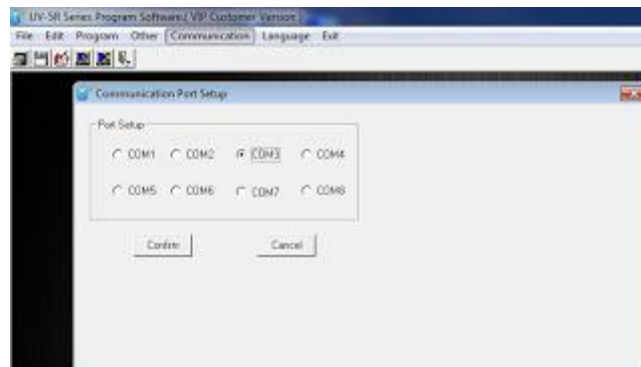 UV-5R Series Program Software.( VIP Customer Version )
File Edit Program Other Communication Language Exit
Communication Port Setup
Port Setup
COM1 COM2 COM3 COM4
COM5 COM6 COM7 COM8
Confirm Cancel